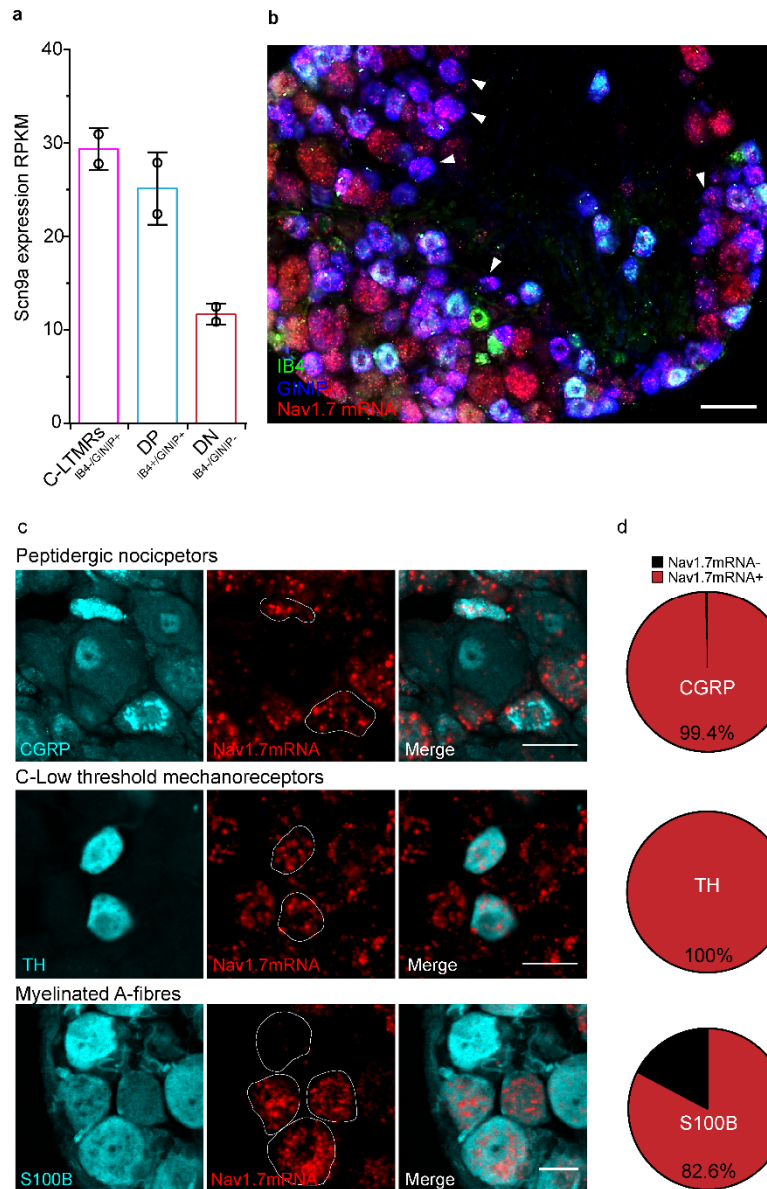 a
Scn9a expression RPKM
40
30
20
10
0
C-LTMRs
IB4-/GINIP+
DP
IB4+/GINIP+
DN
IB4-/GINIP-
b
IB4
GINIP
Nav1.7 mRNA
c
Peptidergic nocicpetors
CGRP
Nav1.7mRNA
Merge
C-Low threshold mechanoreceptors
TH
Nav1.7mRNA
Merge
Myelinated A-fibres
S100B
Nav1.7mRNA
Merge
d
Nav1.7mRNA-
Nav1.7mRNA+
CGRP
99.4%
TH
100%
S100B
82.6%